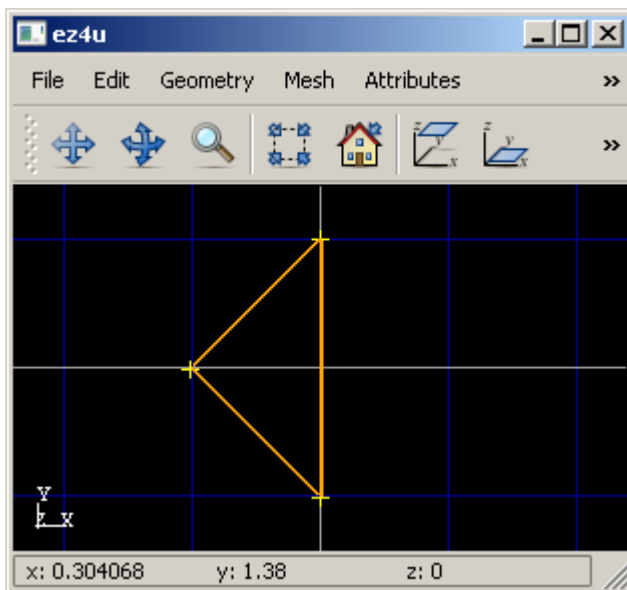 ez4u
File Edit Geometry Mesh Attributes »
z y x z y x »
Y
z X
x: 0.304068 y: 1.38 z: 0